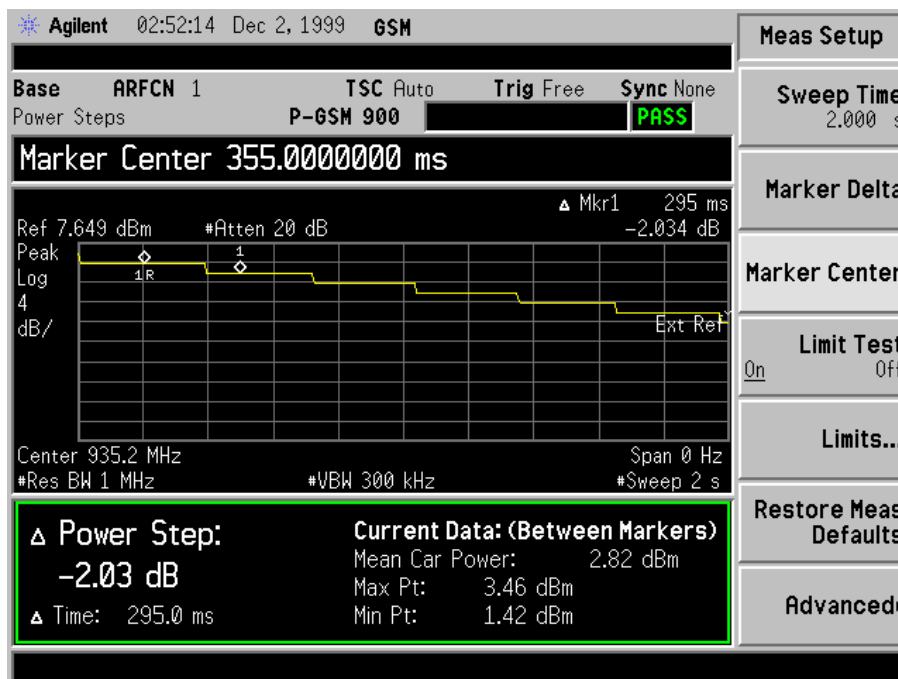 Agilent 02:52:14 Dec 2, 1999 GSM
Meas Setup
Base ARFCN 1 TSC Auto Trig Free Sync None
Power Steps P-GSM 900 PASS
Sweep Time
2.000 s
Marker Center 355.0000000 ms
Marker Delta
Δ Mkr1 295 ms
Ref 7.649 dBm #Atten 20 dB -2.034 dB
Peak
Log
4
dB/
1
1R
Ext Ref
Marker Center
Limit Test
On Off
Center 935.2 MHz Span 0 Hz
#Res BW 1 MHz #VBW 300 kHz #Sweep 2 s
Limits...
Restore Meas
Defaults
Δ Power Step:
-2.03 dB
Δ Time: 295.0 ms
Current Data: (Between Markers)
Mean Car Power: 2.82 dBm
Max Pt: 3.46 dBm
Min Pt: 1.42 dBm
Advanced